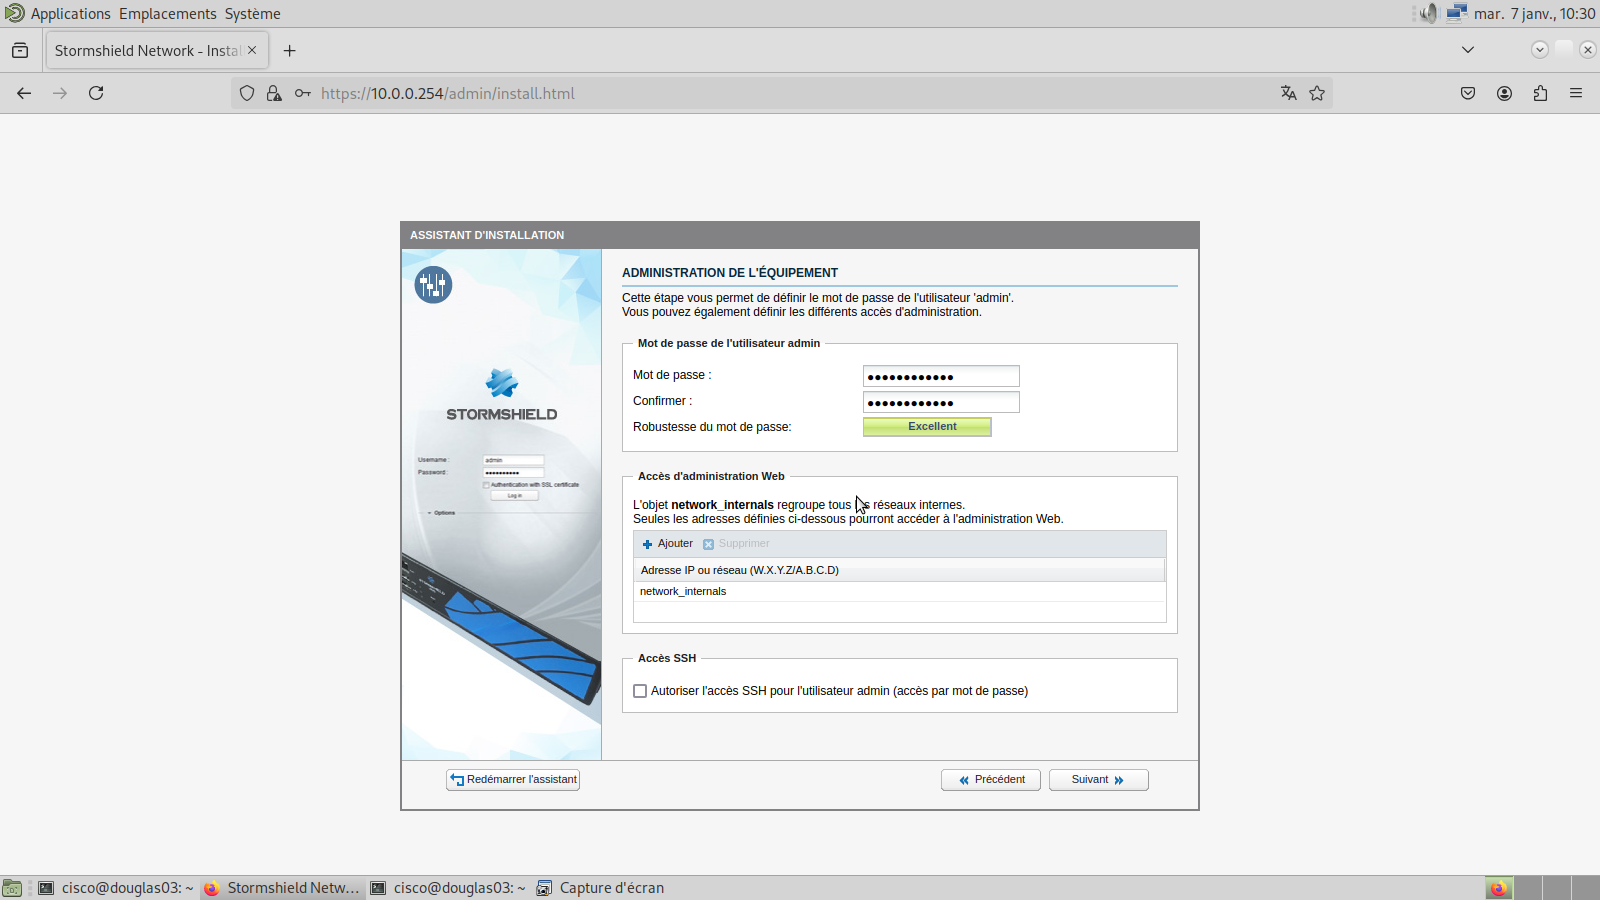 Applications Emplacements Système
mar. 7 janv., 10:30
Stormshield Network - Instal
https://10.0.0.254/admin/install.html
ASSISTANT D'INSTALLATION
STORMSHIELD
Username :
admin
Password :
Authentication with SSL certificate
Log in
Options
ADMINISTRATION DE L'ÉQUIPEMENT
Cette étape vous permet de définir le mot de passe de l'utilisateur 'admin'.
Vous pouvez également définir les différents accès d'administration.
Mot de passe de l'utilisateur admin
Mot de passe :
●●●●●●●●●●●●
Confirmer :
●●●●●●●●●●●●
Robustesse du mot de passe:
Excellent
Accès d'administration Web
L'objet network_internals regroupe tous réseaux internes.
Seules les adresses définies ci-dessous pourront accéder à l'administration Web.
Ajouter Supprimer
Adresse IP ou réseau (W.X.Y.Z/A.B.C.D)
network_internals
Accès SSH
Autoriser l'accès SSH pour l'utilisateur admin (accès par mot de passe)
Redémarrer l'assistant
Précédent
Suivant
cisco@douglas03: ~
Stormshield Netw...
cisco@douglas03: ~
Capture d'écran